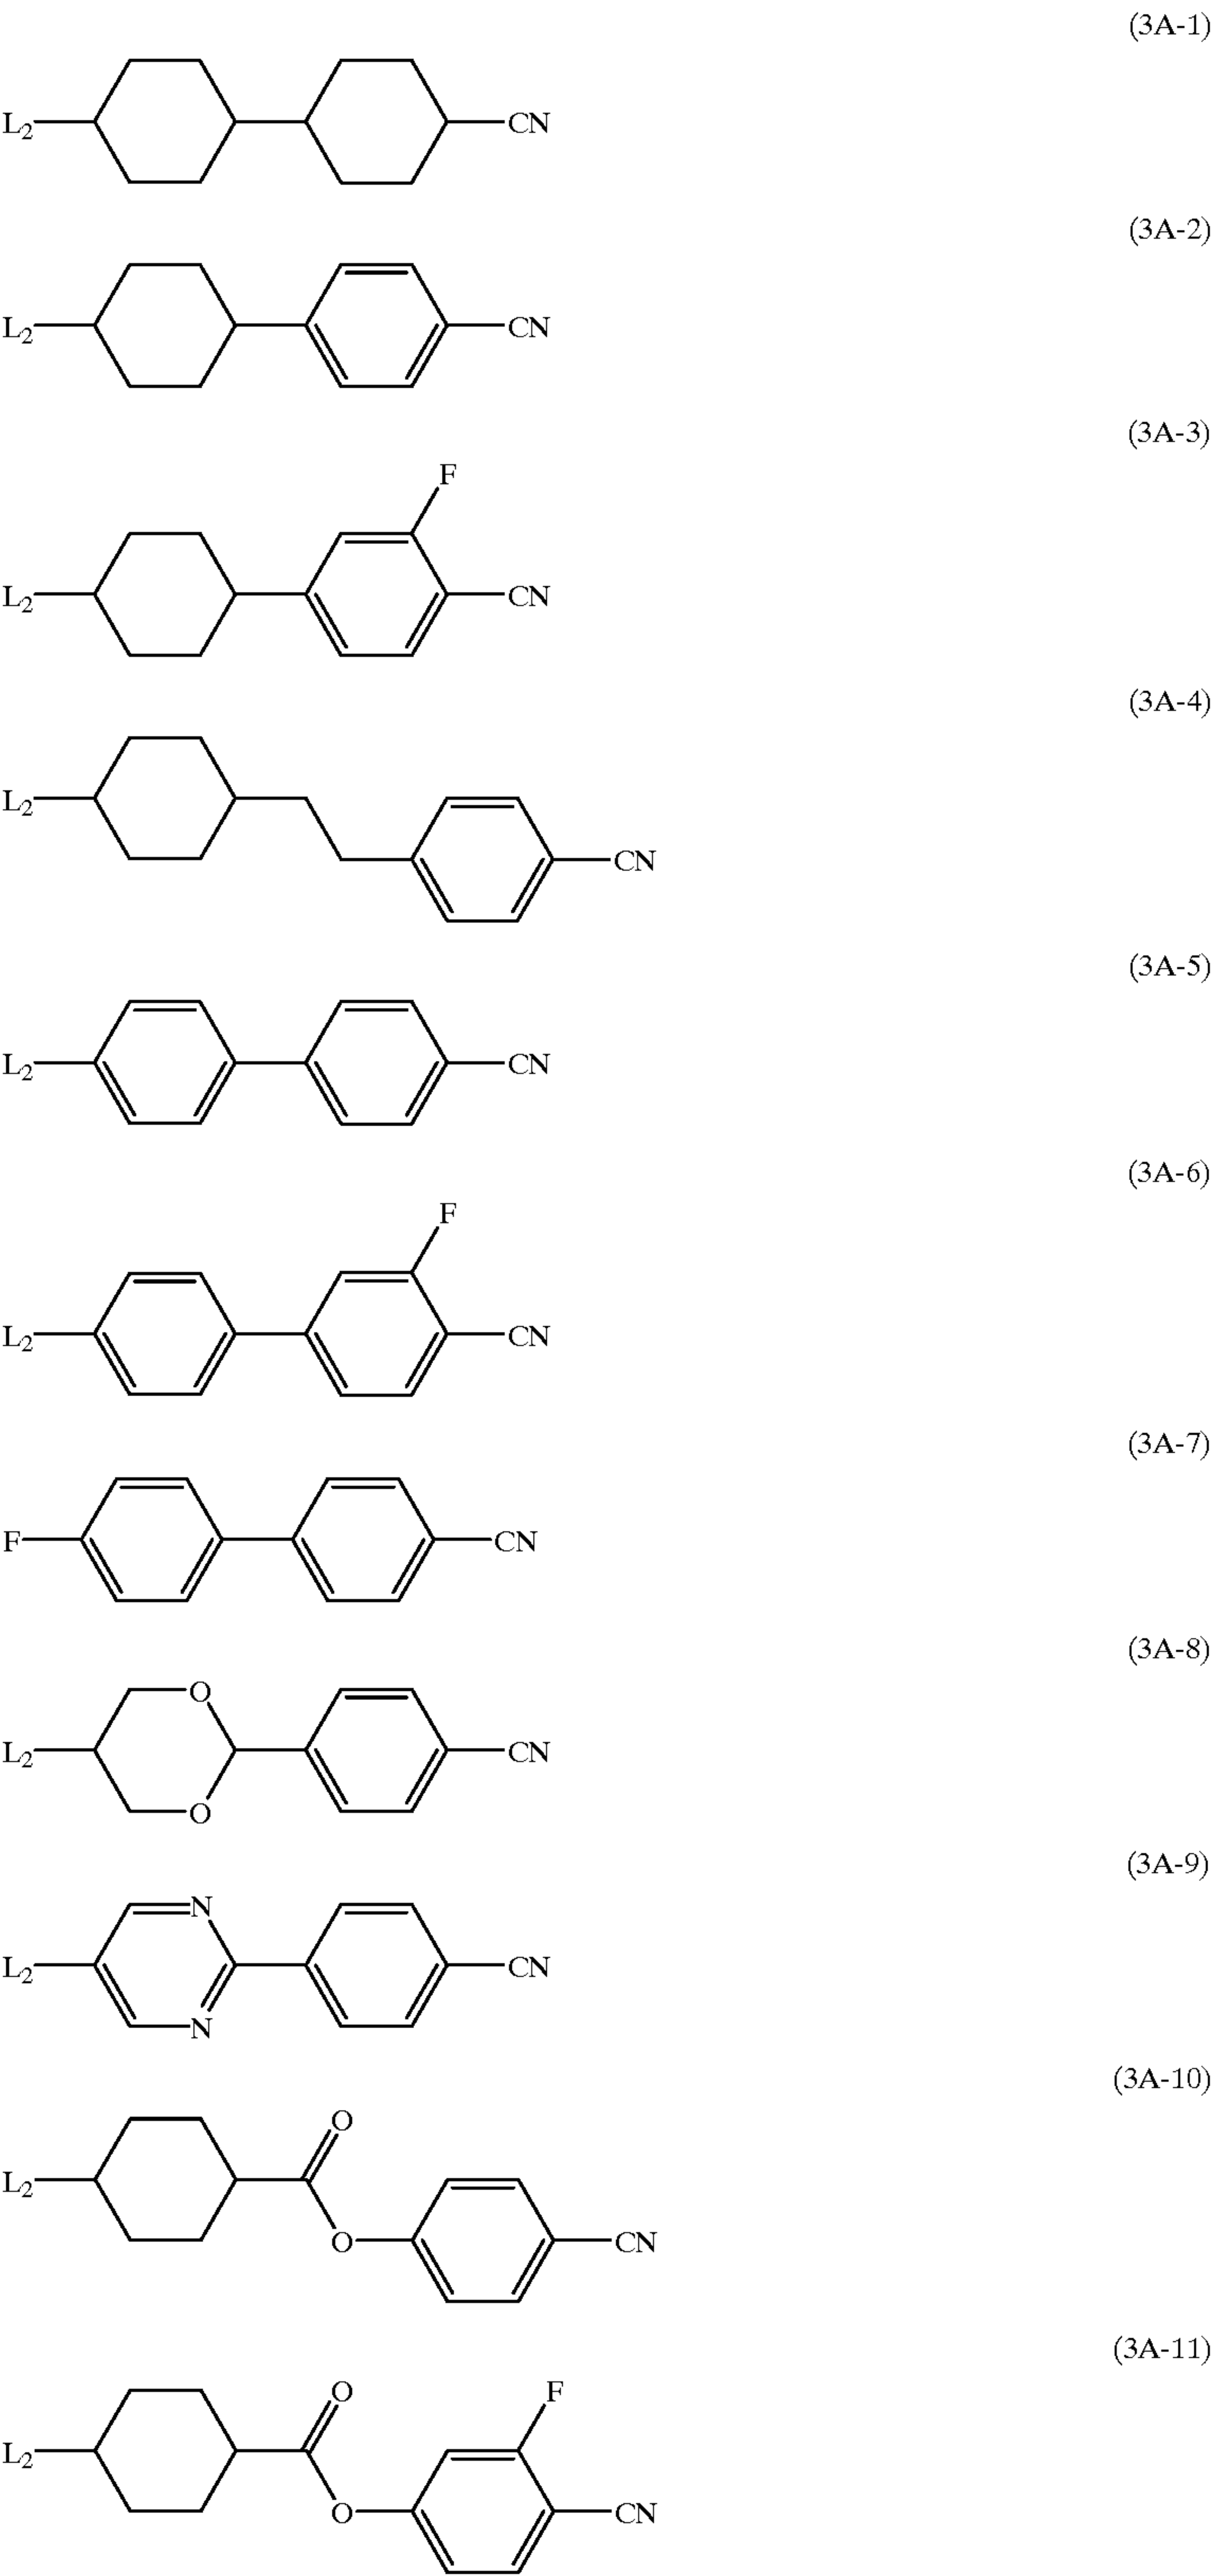 (3A-1)
L₂ CN
(3A-2)
L₂ CN
(3A-3)
F
L₂ CN
(3A-4)
L₂
CN
(3A-5)
L₂ CN
(3A-6)
F
L₂ CN
(3A-7)
F CN
(3A-8)
O
L₂ CN
O
(3A-9)
N
L₂ CN
N
(3A-10)
O
L₂
O CN
(3A-11)
O F
L₂
O CN